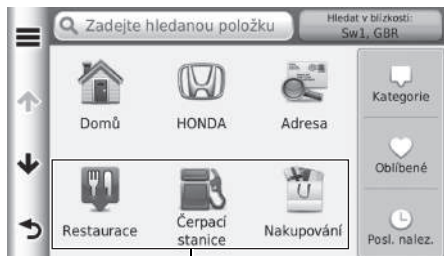 Zadejte hledanou položku
Hledat v blízkosti:
Sw1, GBR
Domů
HONDA
Adresa
Kategorie
Restaurace
Čerpací
stanice
Nakupování
Oblíbené
Posl. nalez.